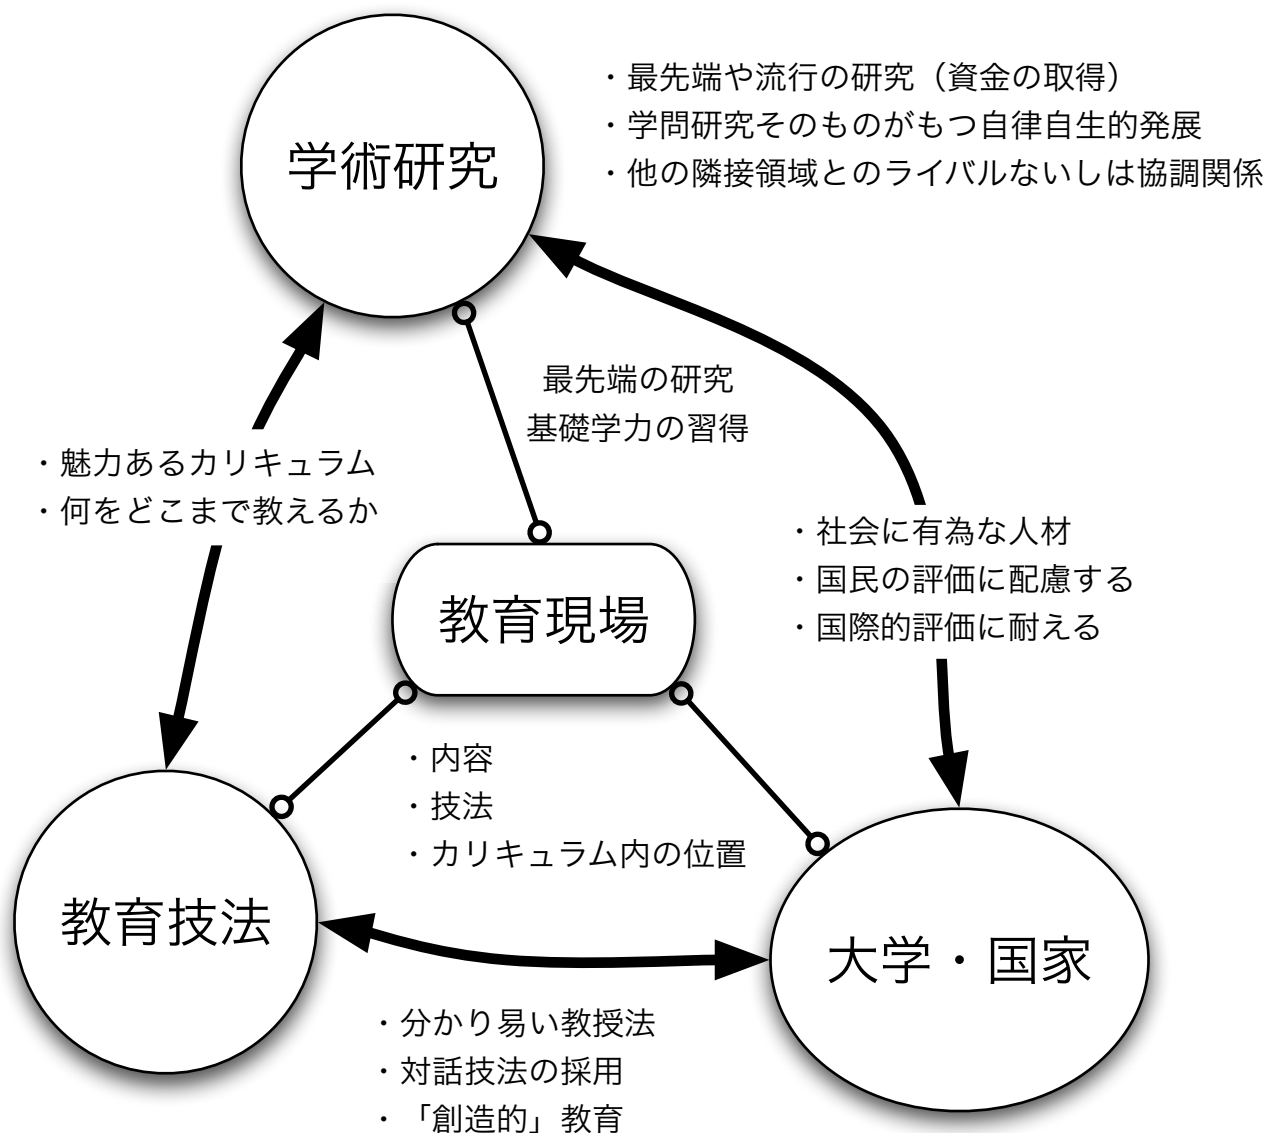 学術研究
・最先端や流行の研究（資金の取得）
・学問研究そのものがもつ自律自生的発展
・他の隣接領域とのライバルないしは協調関係
最先端の研究
基礎学力の習得
・魅力あるカリキュラム
・何をどこまで教えるか
・社会に有為な人材
・国民の評価に配慮する
・国際的評価に耐える
教育現場
・内容
・技法
・カリキュラム内の位置
教育技法
大学・国家
・分かり易い教授法
・対話技法の採用
・「創造的」教育